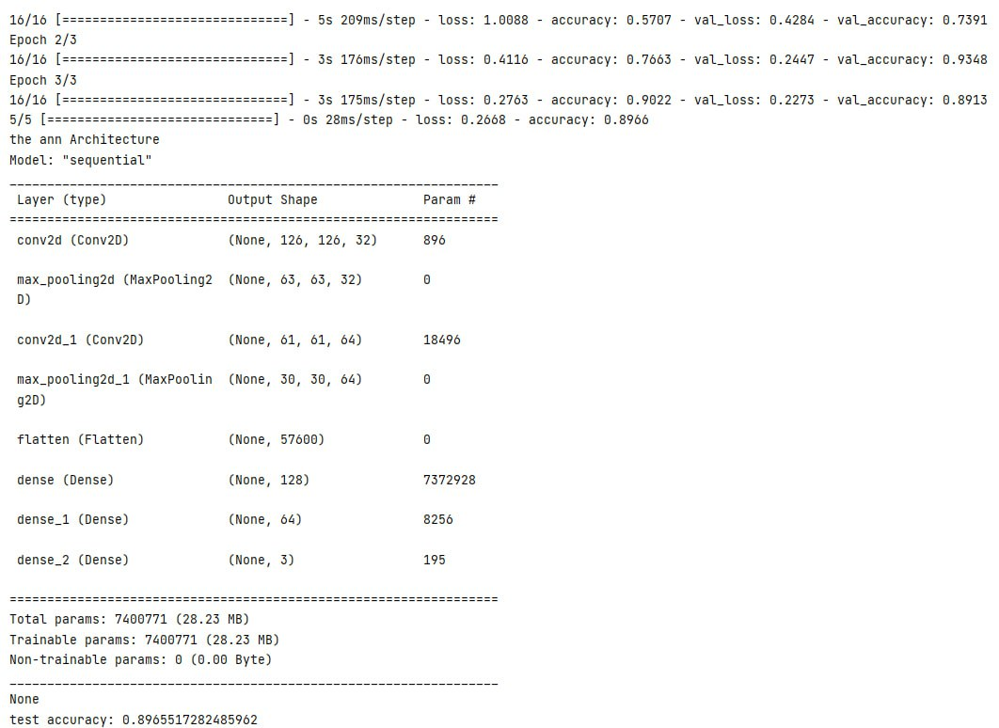 16/16 [==============================] - 5s 209ms/step - loss: 1.0088 - accuracy: 0.5707 - val_loss: 0.4284 - val_accuracy: 0.7391
Epoch 2/3
16/16 [==============================] - 3s 176ms/step - loss: 0.4116 - accuracy: 0.7663 - val_loss: 0.2447 - val_accuracy: 0.9348
Epoch 3/3
16/16 [==============================] - 3s 175ms/step - loss: 0.2763 - accuracy: 0.9022 - val_loss: 0.2273 - val_accuracy: 0.8913
5/5 [==============================] - 0s 28ms/step - loss: 0.2668 - accuracy: 0.8966
the ann Architecture
Model: "sequential"
_________________________________________________________________
 Layer (type)                Output Shape              Param #
=================================================================
 conv2d (Conv2D)             (None, 126, 126, 32)      896
 max_pooling2d (MaxPooling2  (None, 63, 63, 32)        0
 D)
 conv2d_1 (Conv2D)           (None, 61, 61, 64)        18496
 max_pooling2d_1 (MaxPoolin  (None, 30, 30, 64)        0
 g2D)
 flatten (Flatten)           (None, 57600)             0
 dense (Dense)               (None, 128)               7372928
 dense_1 (Dense)             (None, 64)                8256
 dense_2 (Dense)             (None, 3)                 195
=================================================================
Total params: 7400771 (28.23 MB)
Trainable params: 7400771 (28.23 MB)
Non-trainable params: 0 (0.00 Byte)
_________________________________________________________________
None
test accuracy: 0.8965517282485962